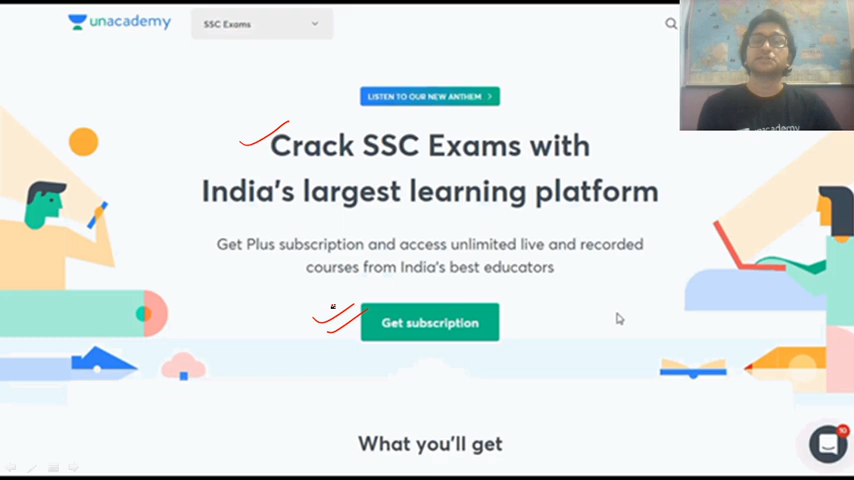 unacademy
SSC Exams
LISTEN TO OUR NEW ANTHEM
Crack SSC Exams with
India's largest learning platform
Get Plus subscription and access unlimited live and recorded
courses from India's best educators
Get subscription
What you'll get
10
unacademy